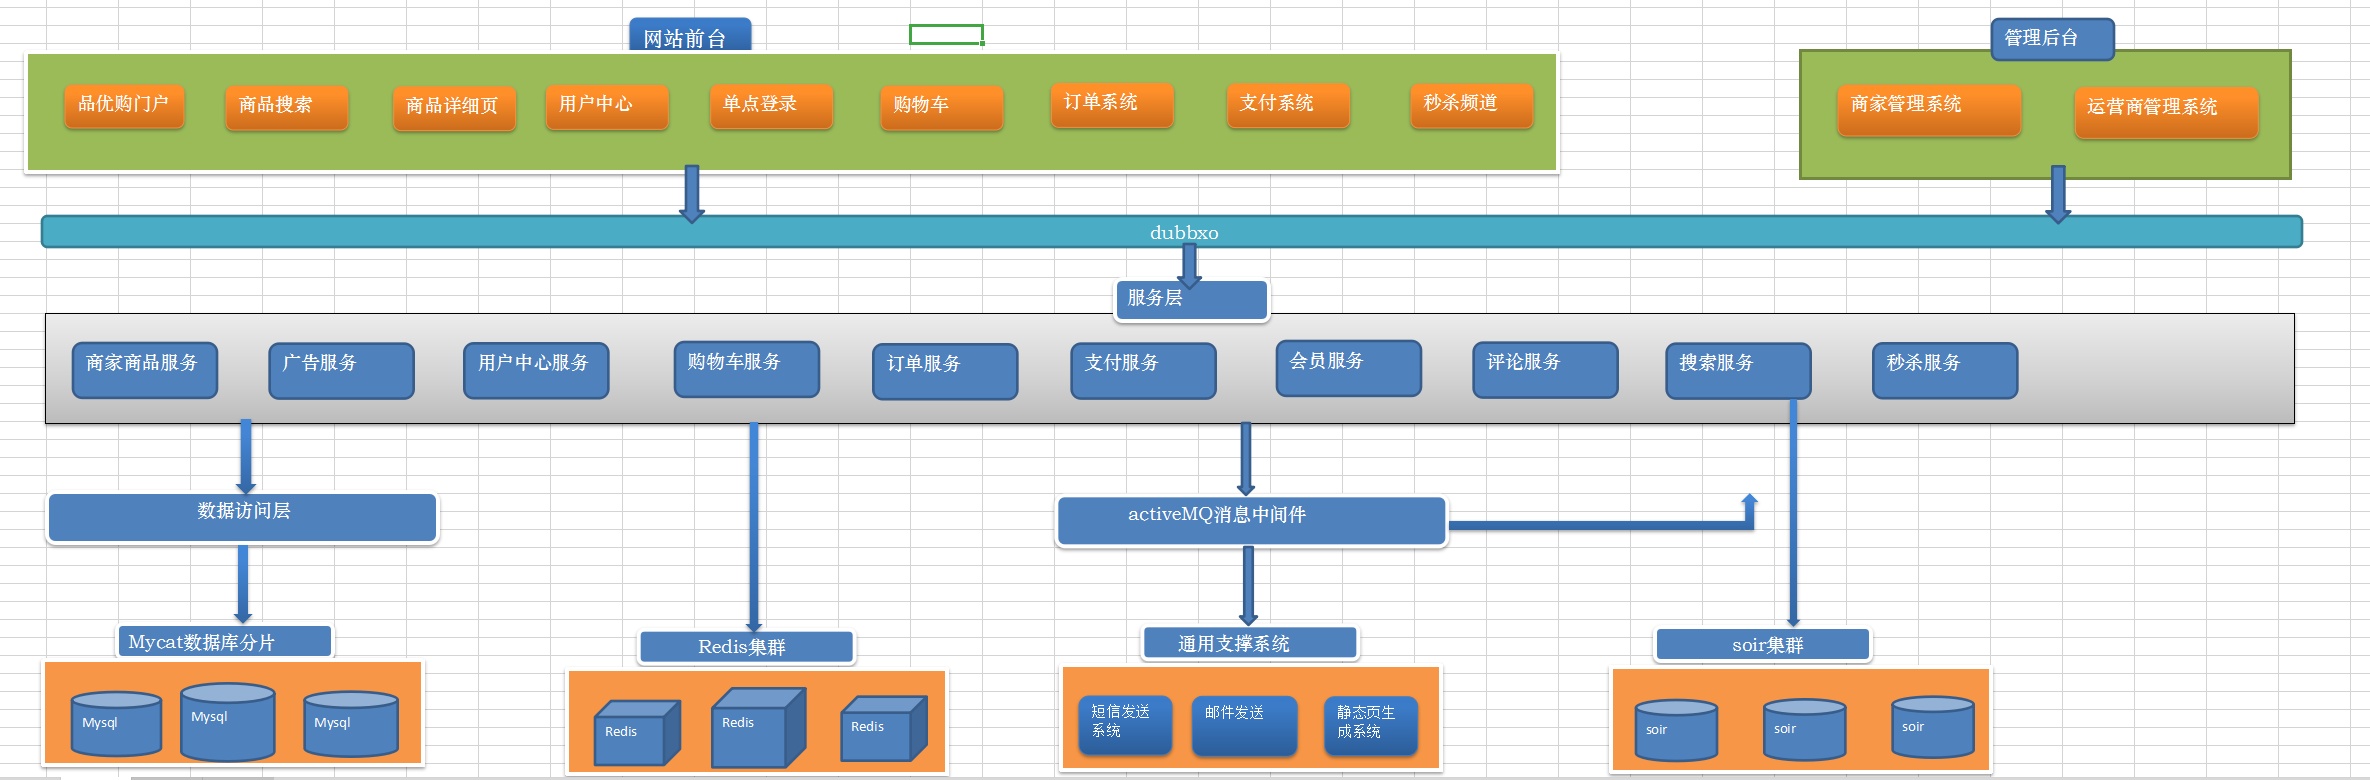 网站前台
管理后台
品优购门户
商品搜索
商品详细页
用户中心
单点登录
购物车
订单系统
支付系统
秒杀频道
商家管理系统
运营商管理系统
dubbxo
服务层
商家商品服务
广告服务
用户中心服务
购物车服务
订单服务
支付服务
会员服务
评论服务
搜索服务
秒杀服务
数据访问层
activeMQ消息中间件
Mycat数据库分片
Redis集群
通用支撑系统
soir集群
Mysql
Mysql
Mysql
Redis
Redis
Redis
短信发送
系统
邮件发送
静态页生
成系统
soir
soir
soir